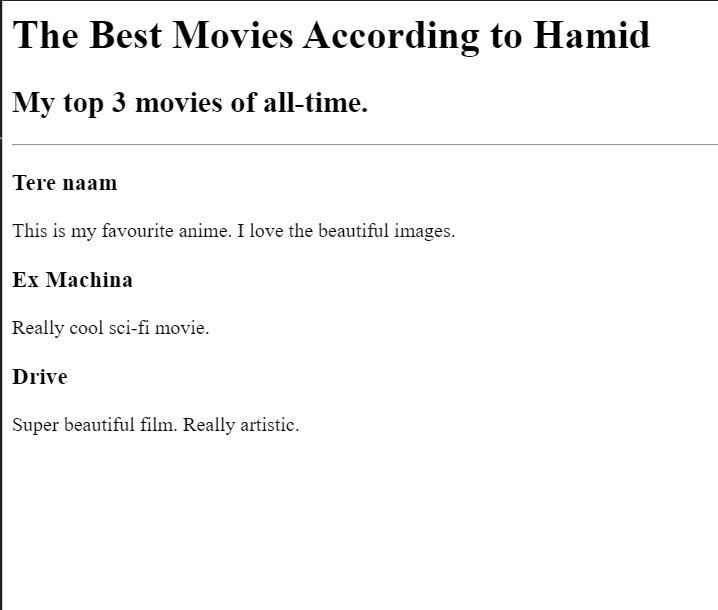 The Best Movies According to Hamid
My top 3 movies of all-time.
Tere naam
This is my favourite anime. I love the beautiful images.
Ex Machina
Really cool sci-fi movie.
Drive
Super beautiful film. Really artistic.